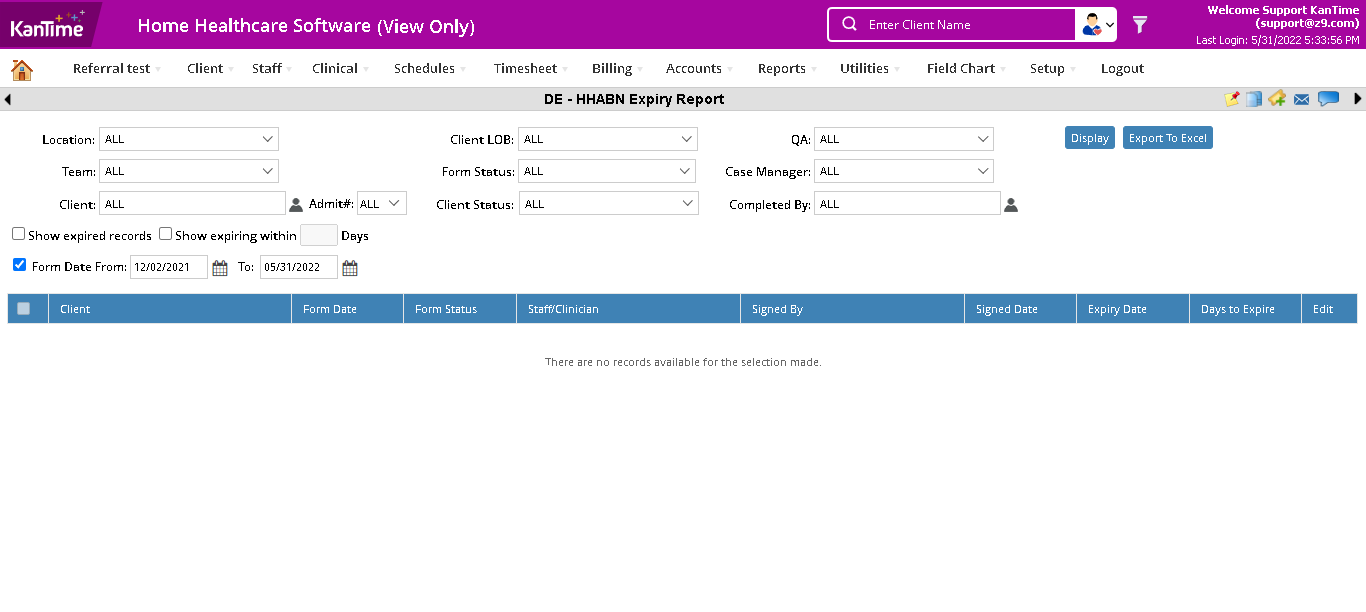 KanTime
Home Healthcare Software (View Only)
Enter Client Name
Welcome Support KanTime
(support@z9.com)
Last Login: 5/31/2022 5:33:56 PM
Referral test Client Staff Clinical Schedules Timesheet Billing Accounts Reports Utilities Field Chart Setup Logout
DE - HHABN Expiry Report
Location: ALL Client LOB: ALL QA: ALL Display Export To Excel
Team: ALL Form Status: ALL Case Manager: ALL
Client: ALL Admit#: ALL Client Status: ALL Completed By: ALL
Show expired records Show expiring within Days
Form Date From: 12/02/2021 To: 05/31/2022
Client Form Date Form Status Staff/Clinician Signed By Signed Date Expiry Date Days to Expire Edit
There are no records available for the selection made.